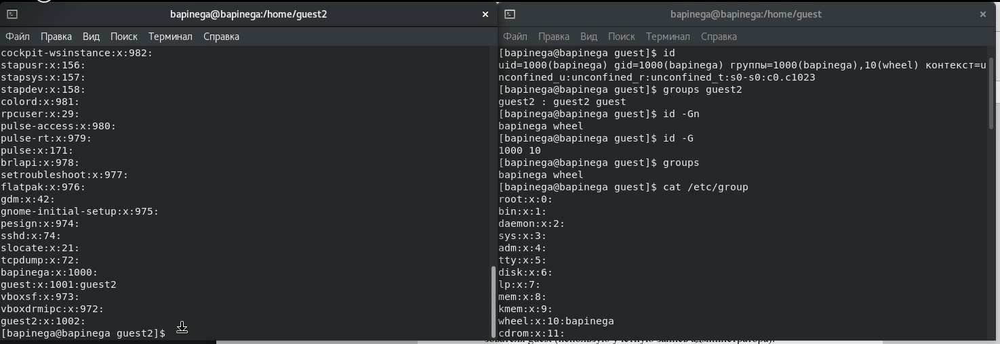 bapinega@bapinega:/home/guest2
Файл Правка Вид Поиск Терминал Справка
cockpit-wsinstance:x:982:
stapusr:x:156:
stapsys:x:157:
stapdev:x:158:
colord:x:981:
rpcuser:x:29:
pulse-access:x:980:
pulse-rt:x:979:
pulse:x:171:
brlapi:x:978:
setroubleshoot:x:977:
flatpak:x:976:
gdm:x:42:
gnome-initial-setup:x:975:
pesign:x:974:
sshd:x:74:
slocate:x:21:
tcpdump:x:72:
bapinega:x:1000:
guest:x:1001:guest2
vboxsf:x:973:
vboxdrmipc:x:972:
guest2:x:1002:
[bapinega@bapinega guest2]$
bapinega@bapinega:/home/guest
Файл Правка Вид Поиск Терминал Справка
[bapinega@bapinega guest]$ id
uid=1000(bapinega) gid=1000(bapinega) группы=1000(bapinega),10(wheel) контекст=u
nconfined_u:unconfined_r:unconfined_t:s0-s0:c0.c1023
[bapinega@bapinega guest]$ groups guest2
guest2 : guest2 guest
[bapinega@bapinega guest]$ id -Gn
bapinega wheel
[bapinega@bapinega guest]$ id -G
1000 10
[bapinega@bapinega guest]$ groups
bapinega wheel
[bapinega@bapinega guest]$ cat /etc/group
root:x:0:
bin:x:1:
daemon:x:2:
sys:x:3:
adm:x:4:
tty:x:5:
disk:x:6:
lp:x:7:
mem:x:8:
kmem:x:9:
wheel:x:10:bapinega
cdrom:x:11: